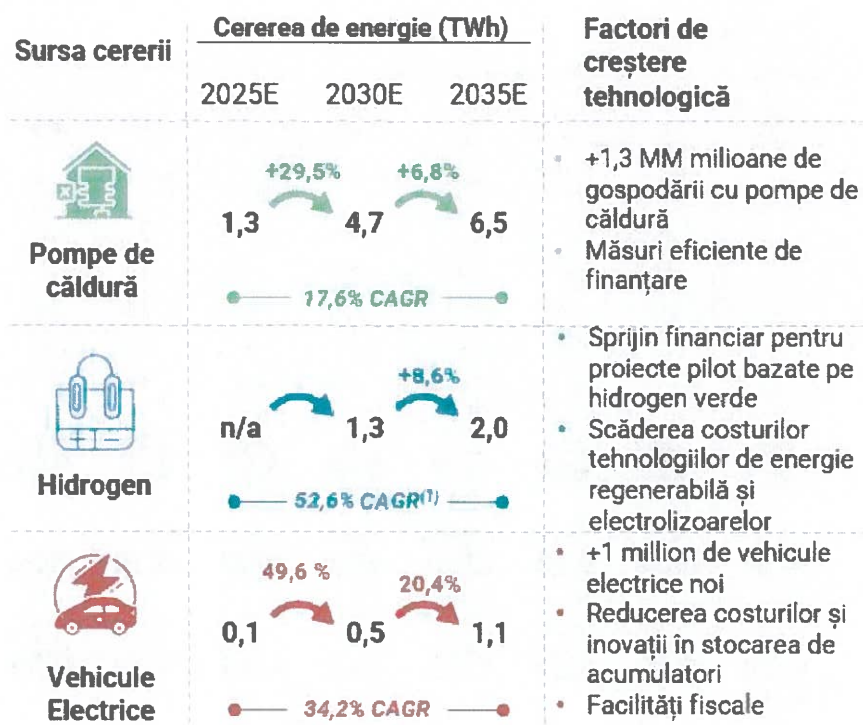 Sursa cererii
Cererea de energie (TWh)
2025E 2030E 2035E
Factori de
creștere
tehnologică
Pompe de
căldură
+29,5% +6,8%
1,3 4,7 6,5
17,6% CAGR
+1,3 MM milioane de
gospodării cu pompe de
căldură
Măsuri eficiente de
finanțare
Hidrogen
+8,6%
n/a 1,3 2,0
52,6% CAGR(1)
Sprijin financiar pentru
proiecte pilot bazate pe
hidrogen verde
Scăderea costurilor
tehnologiilor de energie
regenerabilă și
electrolizoarelor
Vehicule
Electrice
49,6 % 20,4%
0,1 0,5 1,1
34,2% CAGR
+1 million de vehicule
electrice noi
Reducerea costurilor și
inovații în stocarea de
acumulatori
Facilități fiscale